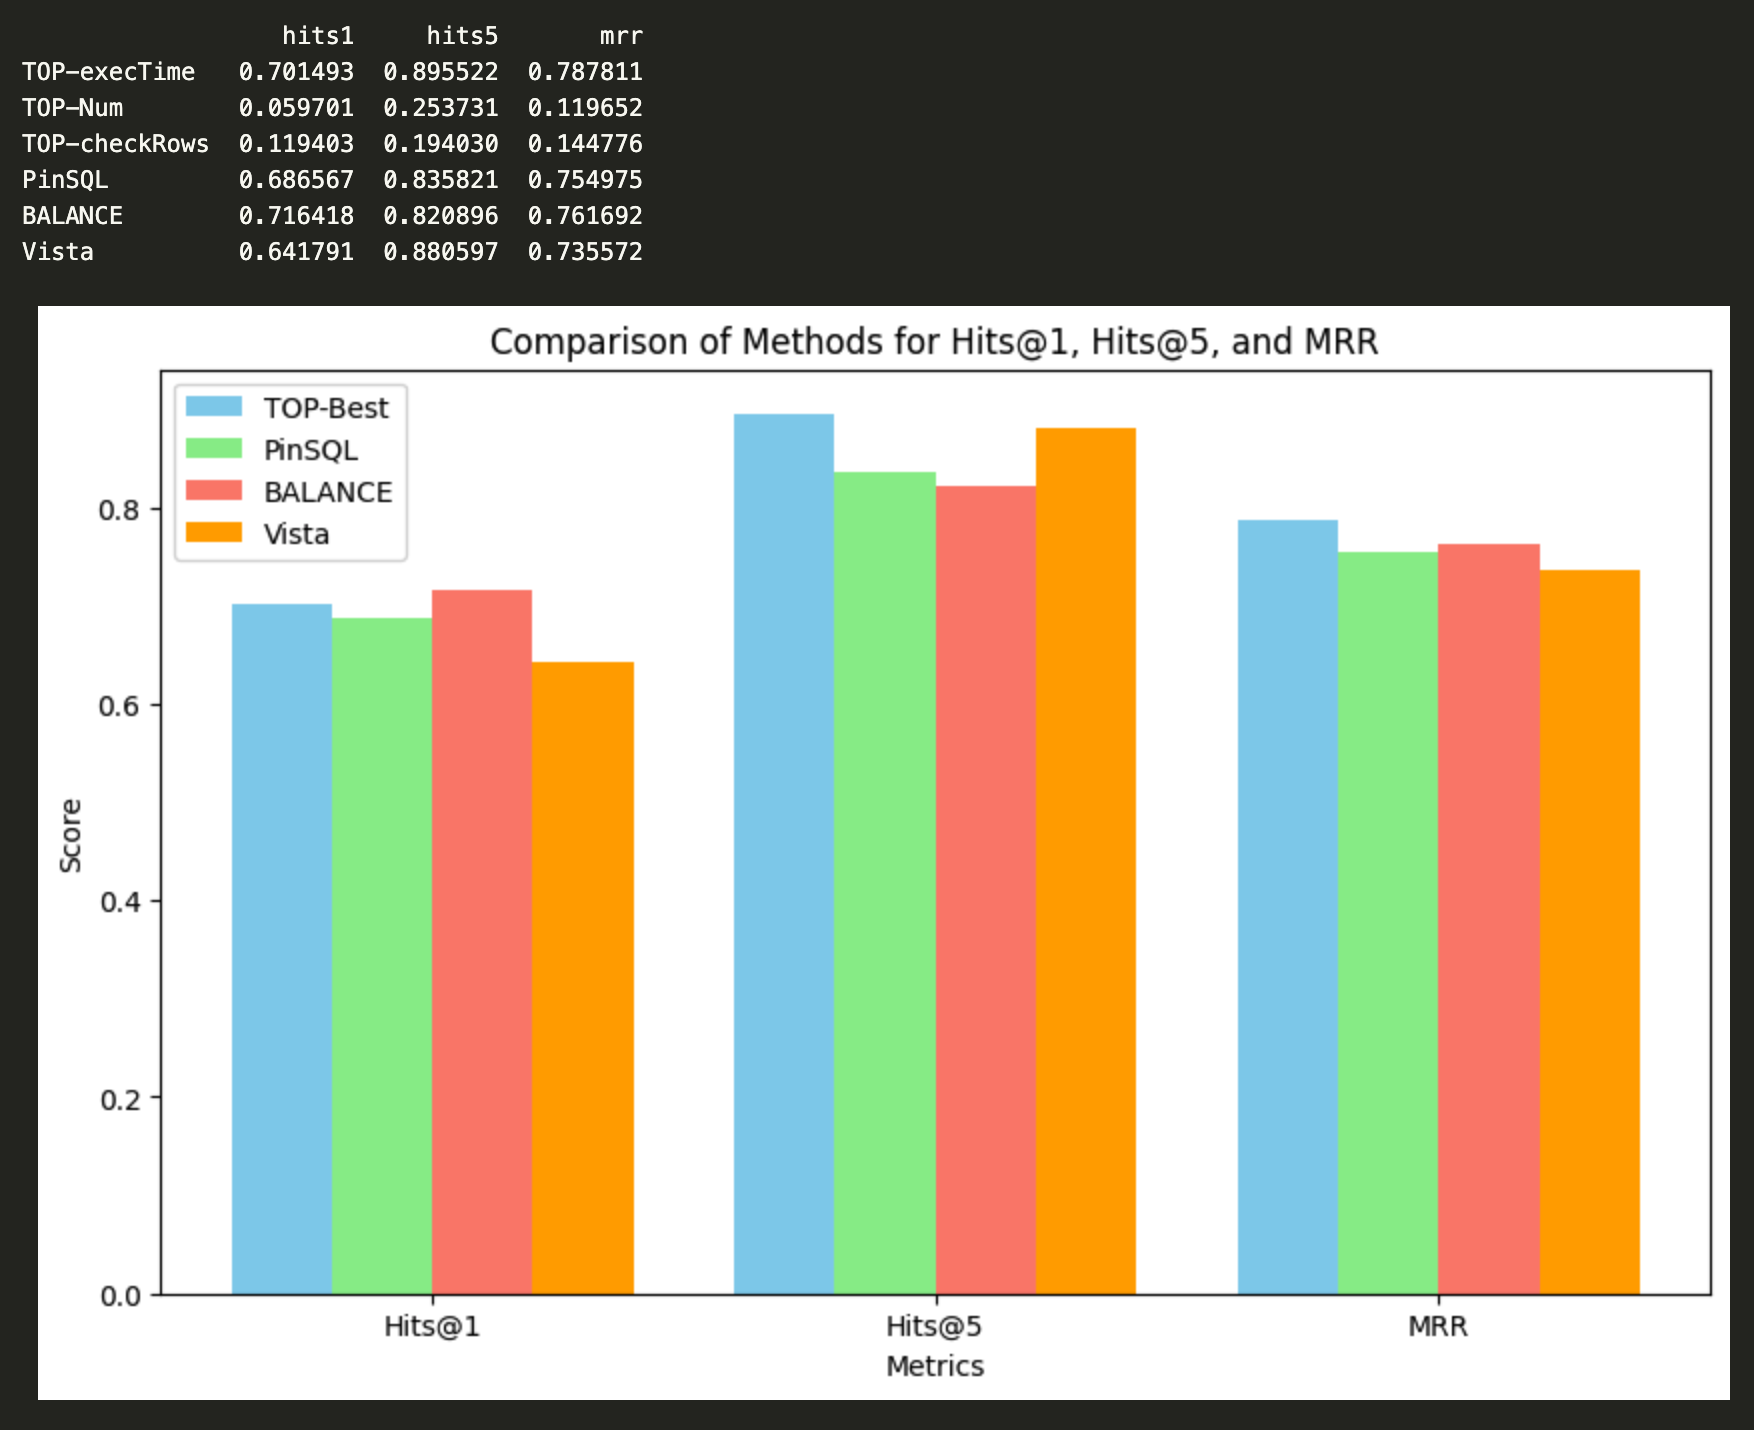 hits1 hits5 mrr
TOP-execTime 0.701493 0.895522 0.787811
TOP-Num 0.059701 0.253731 0.119652
TOP-checkRows 0.119403 0.194030 0.144776
PinSQL 0.686567 0.835821 0.754975
BALANCE 0.716418 0.820896 0.761692
Vista 0.641791 0.880597 0.735572
Comparison of Methods for Hits@1, Hits@5, and MRR
TOP-Best
PinSQL
BALANCE
Vista
0.8
0.6
0.4
0.2
0.0
Score
Hits@1 Hits@5 MRR
Metrics